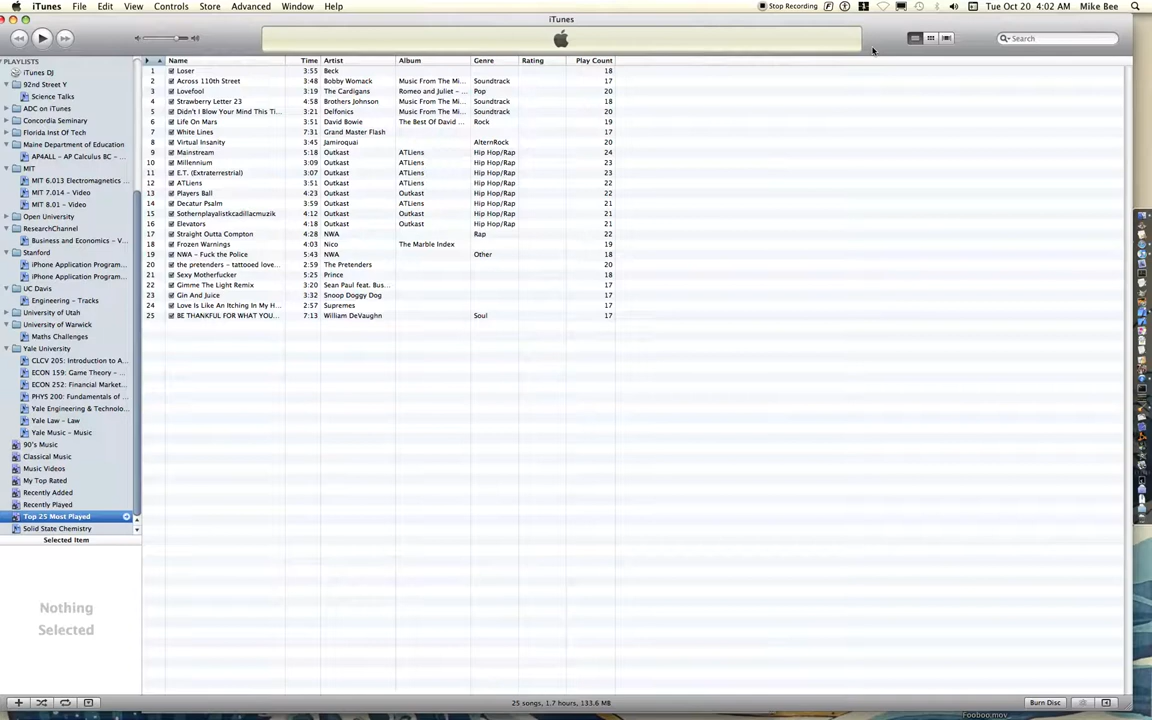 iTunes File Edit View Controls Store Advanced Window Help Stop Recording Tue Oct 20 4:02 AM Mike Bee
iTunes
Search
PLAYLISTS
iTunes DJ
92nd Street Y
Science Talks
ADC on iTunes
Concordia Seminary
Florida Inst Of Tech
Maine Department of Education
AP4ALL – AP Calculus BC – ...
MIT
MIT 6.013 Electromagnetics ...
MIT 7.014 – Video
MIT 8.01 – Video
Open University
ResearchChannel
Business and Economics – V...
Stanford
iPhone Application Program...
iPhone Application Program...
UC Davis
Engineering – Tracks
University of Utah
University of Warwick
Maths Challenges
Yale University
CLCV 205: Introduction to A...
ECON 159: Game Theory – ...
ECON 252: Financial Market...
PHYS 200: Fundamentals of ...
Yale Engineering & Technolo...
Yale Law – Law
Yale Music – Music
90's Music
Classical Music
Music Videos
My Top Rated
Recently Added
Recently Played
Top 25 Most Played
Solid State Chemistry
Selected Item
Nothing
Selected
Name Time Artist Album Genre Rating Play Count
1 Loser 3:55 Beck 18
2 Across 110th Street 3:48 Bobby Womack Music From The Mi... Soundtrack 17
3 Lovefool 3:19 The Cardigans Romeo and Juliet – ... Pop 20
4 Strawberry Letter 23 4:58 Brothers Johnson Music From The Mi... Soundtrack 18
5 Didn't I Blow Your Mind This Ti... 3:21 Delfonics Music From The Mi... Soundtrack 20
6 Life On Mars 3:51 David Bowie The Best Of David ... Rock 19
7 White Lines 7:31 Grand Master Flash 17
8 Virtual Insanity 3:45 Jamiroquai AlternRock 20
9 Mainstream 5:18 Outkast ATLiens Hip Hop/Rap 24
10 Millennium 3:09 Outkast ATLiens Hip Hop/Rap 23
11 E.T. (Extraterrestrial) 3:07 Outkast ATLiens Hip Hop/Rap 23
12 ATLiens 3:51 Outkast ATLiens Hip Hop/Rap 22
13 Players Ball 4:23 Outkast Outkast Hip Hop/Rap 22
14 Decatur Psalm 3:59 Outkast ATLiens Hip Hop/Rap 21
15 Sothernplayalistkcadillacmuzik 4:12 Outkast Outkast Hip Hop/Rap 21
16 Elevators 4:18 Outkast Outkast Hip Hop/Rap 21
17 Straight Outta Compton 4:28 NWA Rap 22
18 Frozen Warnings 4:03 Nico The Marble Index 19
19 NWA – Fuck the Police 5:43 NWA Other 18
20 the pretenders – tattooed love... 2:59 The Pretenders 20
21 Sexy Motherfucker 5:25 Prince 18
22 Gimme The Light Remix 3:20 Sean Paul feat. Bus... 17
23 Gin And Juice 3:32 Snoop Doggy Dog 17
24 Love Is Like An Itching In My H... 2:57 Supremes 17
25 BE THANKFUL FOR WHAT YOU... 7:13 William DeVaughn Soul 17
25 songs, 1.7 hours, 133.6 MB
Burn Disc
Fooboo.mov